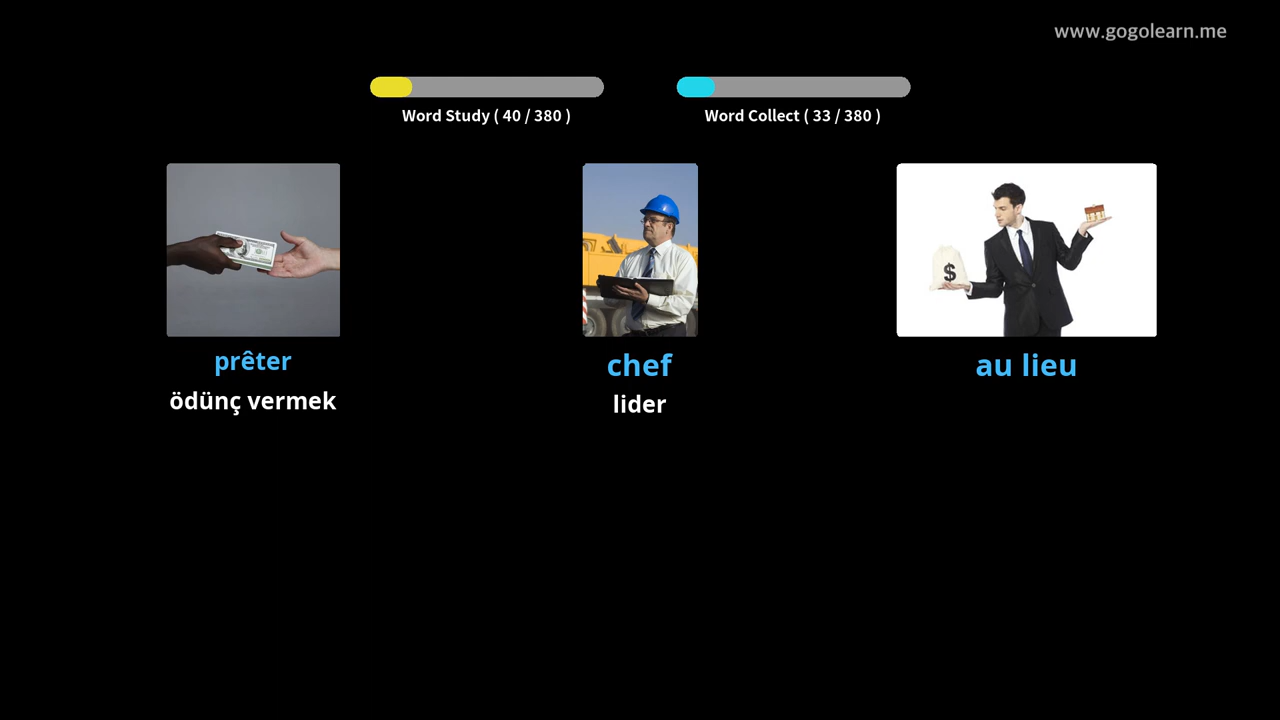 www.gogolearn.me
Word Study ( 40 / 380 )
Word Collect ( 33 / 380 )
prêter
ödünç vermek
chef
lider
au lieu
$